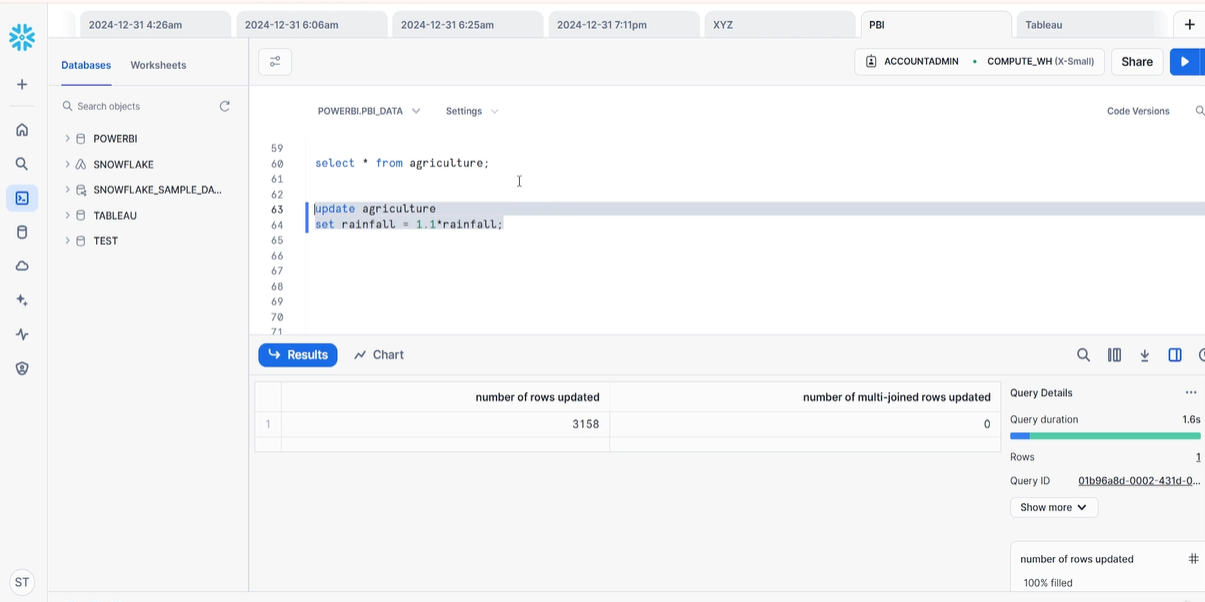 2024-12-31 4:26am
2024-12-31 6:06am
2024-12-31 6:25am
2024-12-31 7:11pm
XYZ
PBI
Tableau
Databases
Worksheets
ACCOUNTADMIN • COMPUTE_WH (X-Small)
Share
Search objects
POWERBI.PBI_DATA
Settings
Code Versions
POWERBI
SNOWFLAKE
SNOWFLAKE_SAMPLE_DA...
TABLEAU
TEST
59
60 select * from agriculture;
61
62
63 update agriculture
64 set rainfall = 1.1*rainfall;
65
66
67
68
69
70
71
Results
Chart
number of rows updated
number of multi-joined rows updated
1 3158 0
Query Details
Query duration 1.6s
Rows 1
Query ID 01b96a8d-0002-431d-0...
Show more
number of rows updated
100% filled
ST